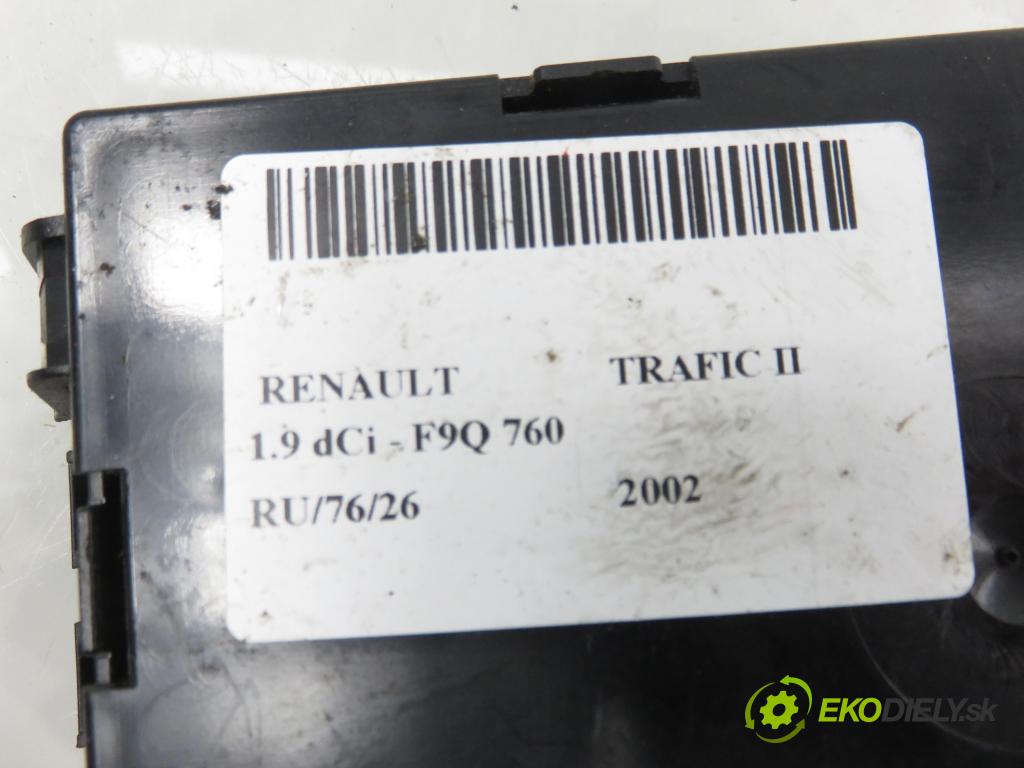 RENAULT TRAFIC II
1.9 dCi - F9Q 760
RU/76/26 2002
EKODIELY.sk